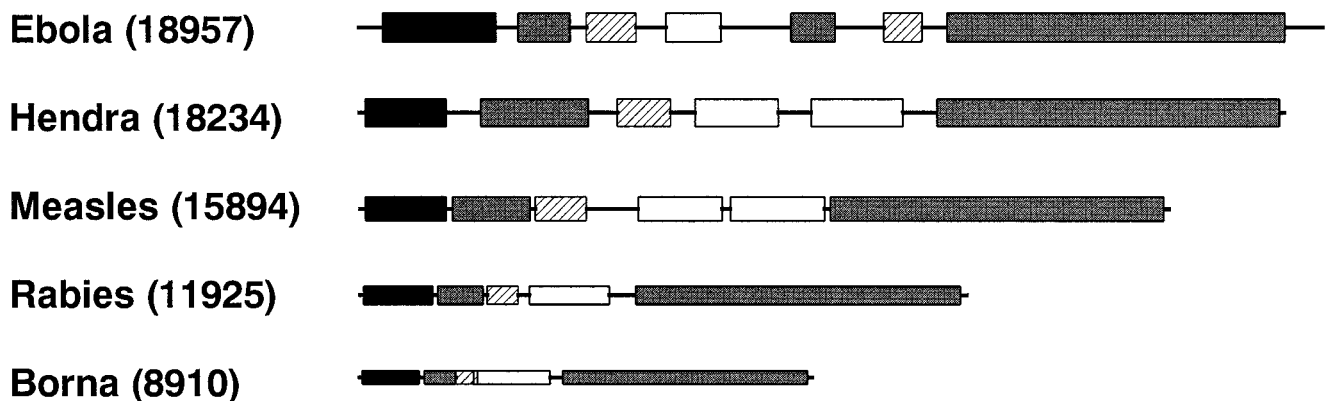 Ebola (18957)
Hendra (18234)
Measles (15894)
Rabies (11925)
Borna (8910)